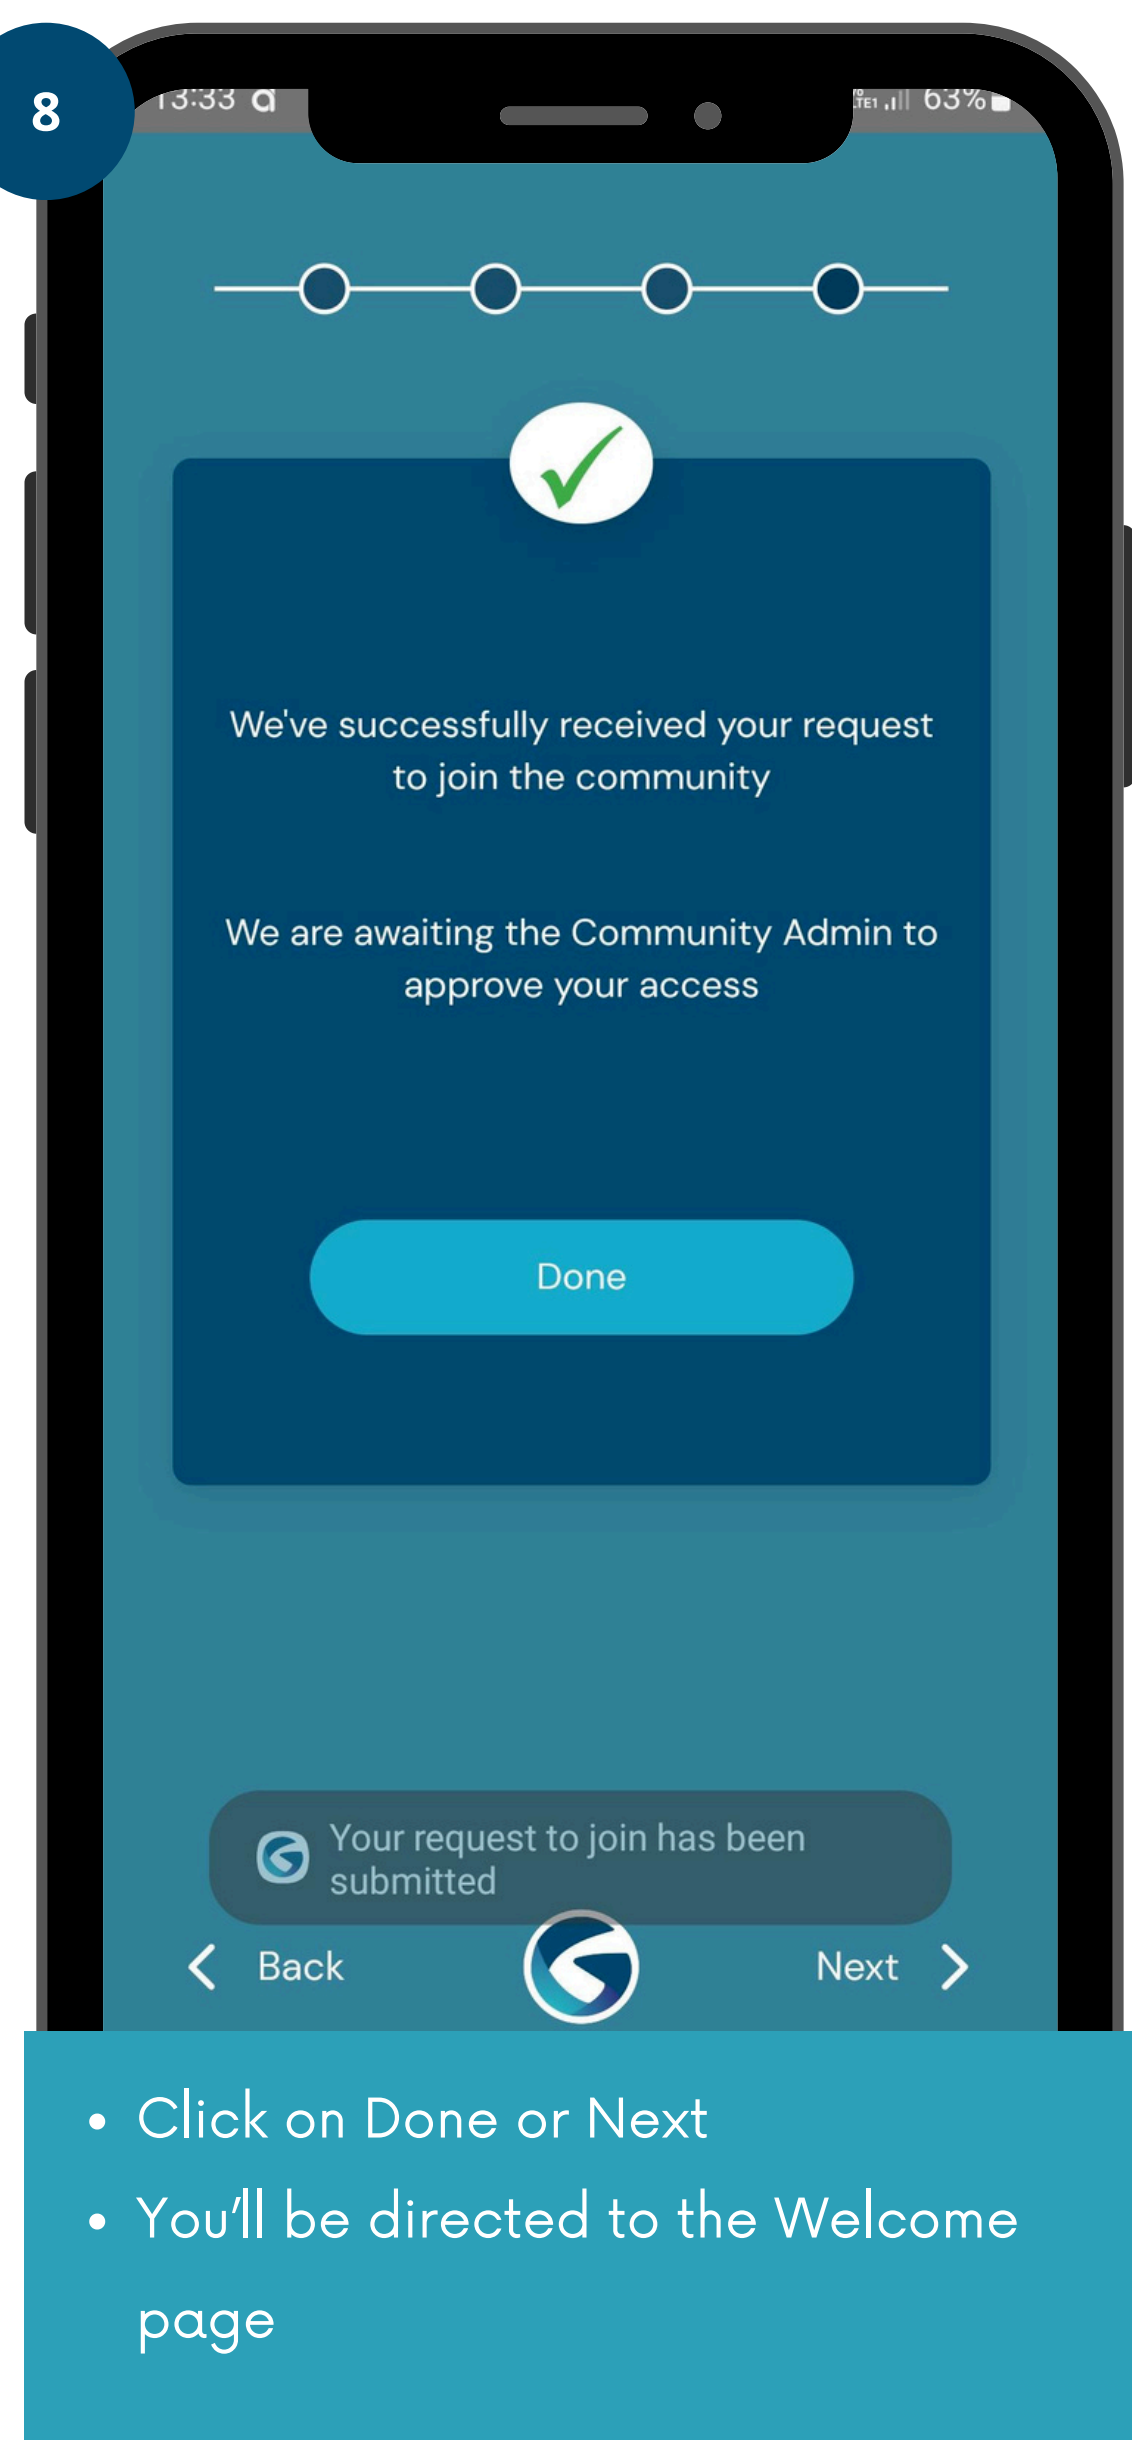 8
13:33
LTE1 63%
We've successfully received your request
to join the community
We are awaiting the Community Admin to
approve your access
Done
Your request to join has been
submitted
Back
Next
• Click on Done or Next
• You'll be directed to the Welcome
page